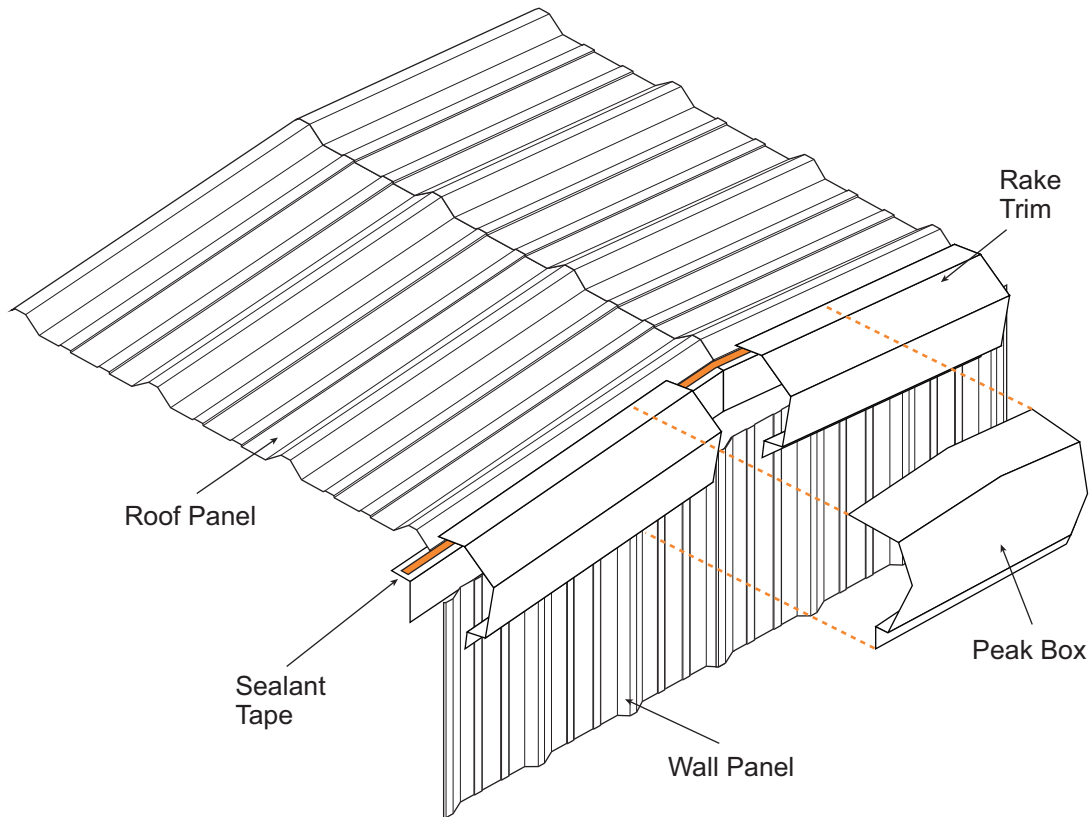 Rake
Trim
Roof Panel
Peak Box
Sealant
Tape
Wall Panel